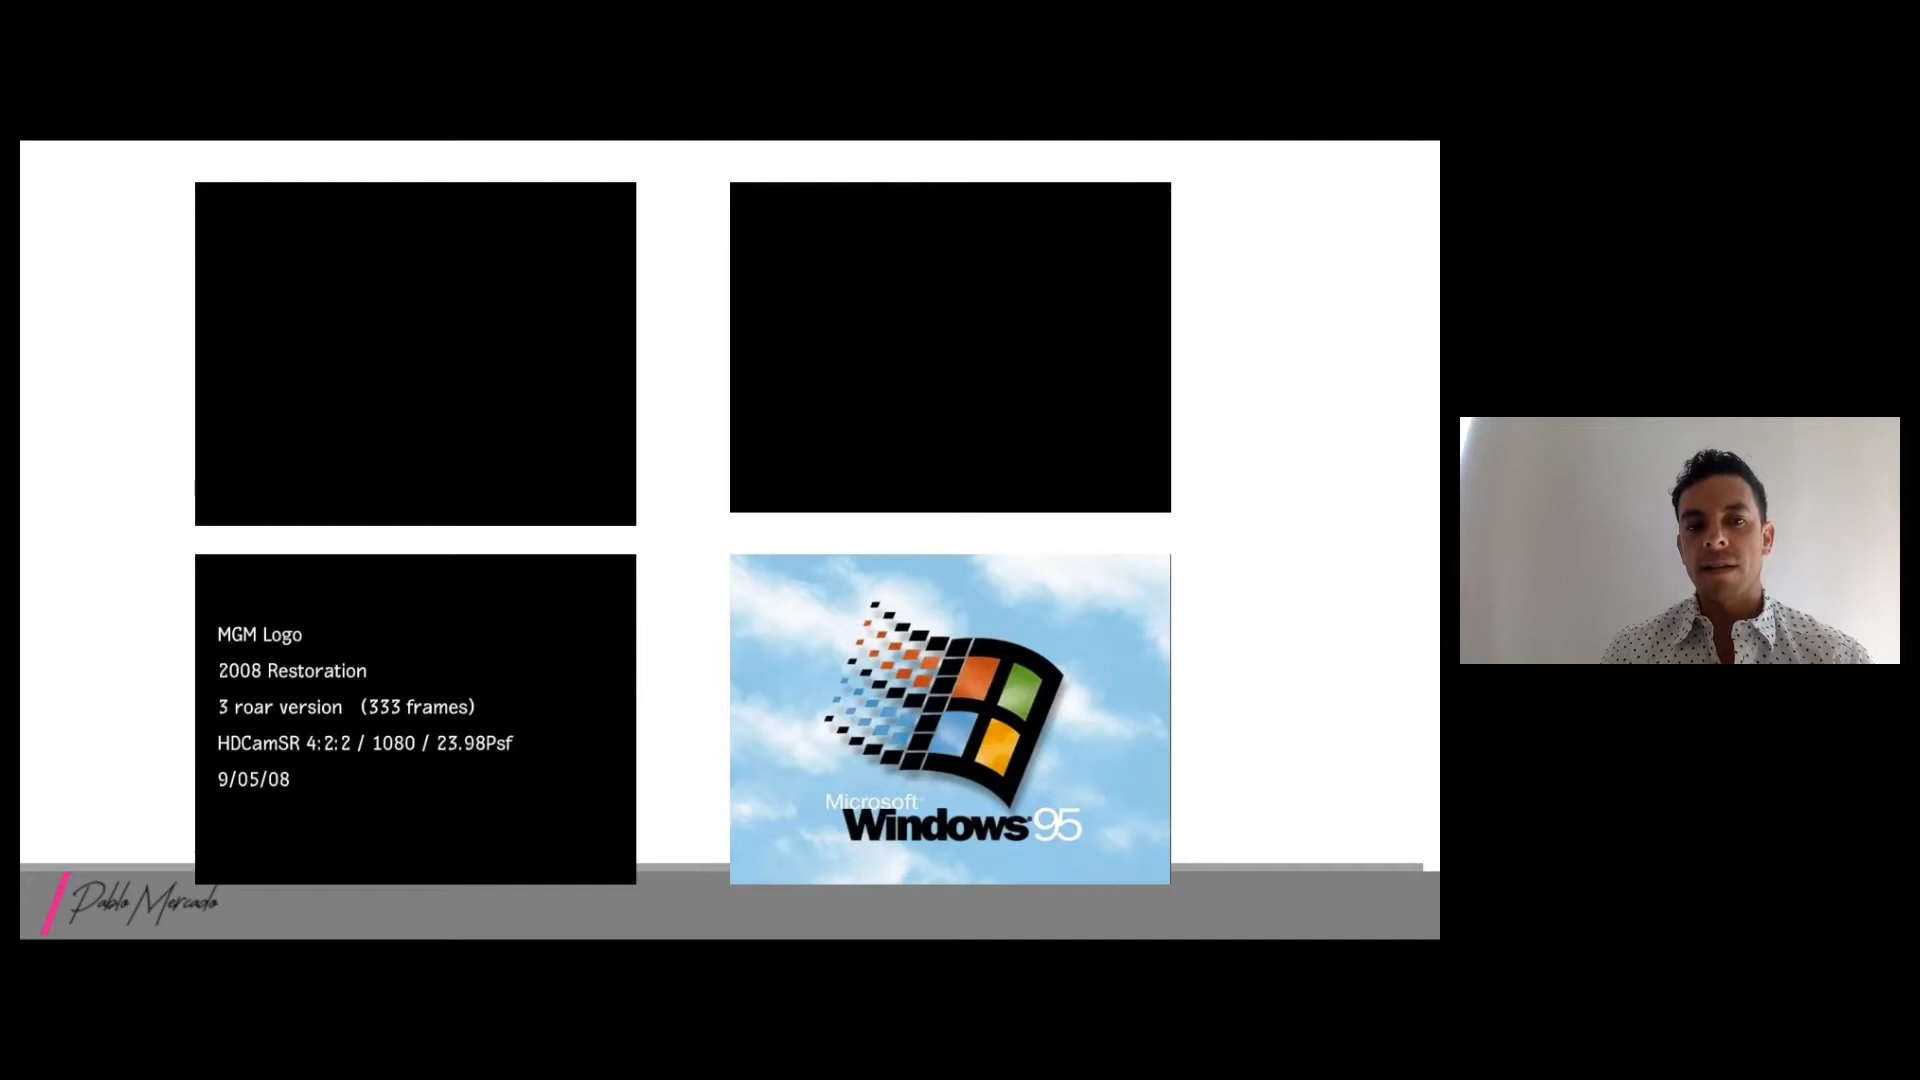 MGM Logo
2008 Restoration
3 roar version (333 frames)
HDCamSR 4:2:2 / 1080 / 23.98Psf
9/05/08
Microsoft
Windows 95
Pablo Mercado